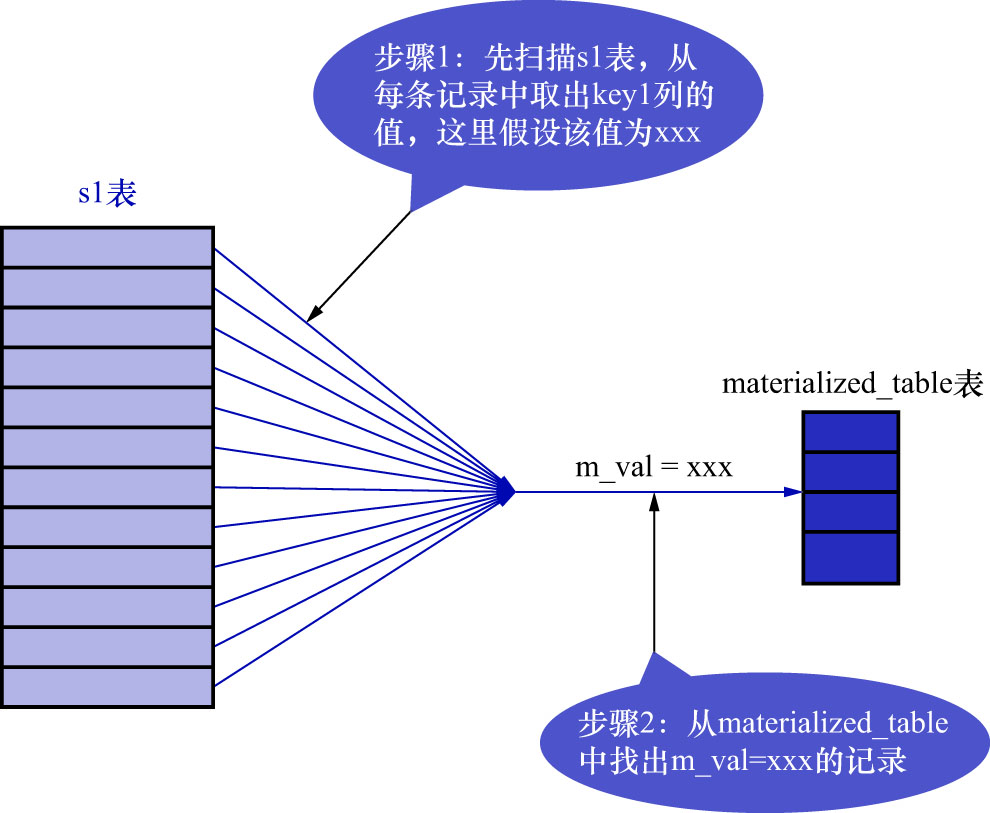 步骤1：先扫描s1表，从
每条记录中取出key1列的
值，这里假设该值为xxx
s1表
materialized_table表
m_val = xxx
步骤2：从materialized_table
中找出m_val=xxx的记录